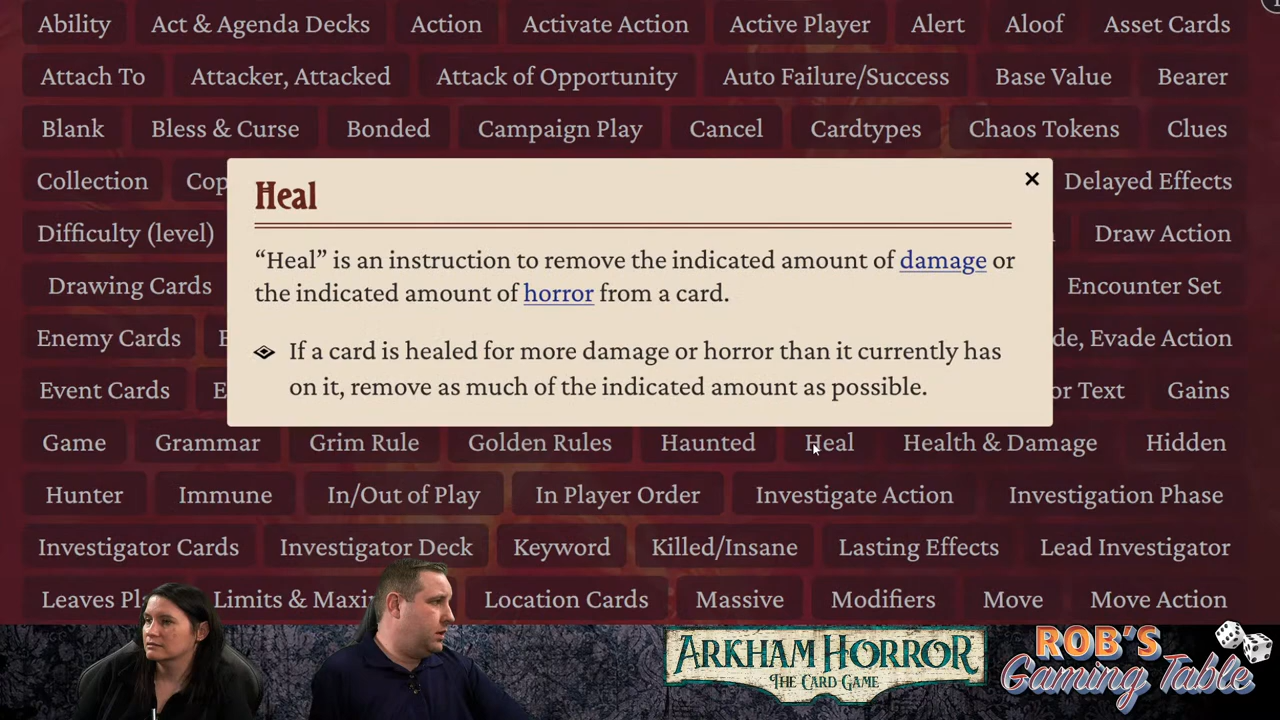 Ability Act & Agenda Decks Action Activate Action Active Player Alert Aloof Asset Cards
Attach To Attacker, Attacked Attack of Opportunity Auto Failure/Success Base Value Bearer
Blank Bless & Curse Bonded Campaign Play Cancel Cardtypes Chaos Tokens Clues
Collection Cop Delayed Effects
Difficulty (level) Draw Action
Drawing Cards Encounter Set
Enemy Cards de, Evade Action
Event Cards or Text Gains
Heal
“Heal” is an instruction to remove the indicated amount of damage or
the indicated amount of horror from a card.
If a card is healed for more damage or horror than it currently has
on it, remove as much of the indicated amount as possible.
Game Grammar Grim Rule Golden Rules Haunted Heal Health & Damage Hidden
Hunter Immune In/Out of Play In Player Order Investigate Action Investigation Phase
Investigator Cards Investigator Deck Keyword Killed/Insane Lasting Effects Lead Investigator
Leaves Limits & Location Cards Massive Modifiers Move Move Action
ARKHAM HORROR
THE CARD GAME
ROB'S
Gaming Table